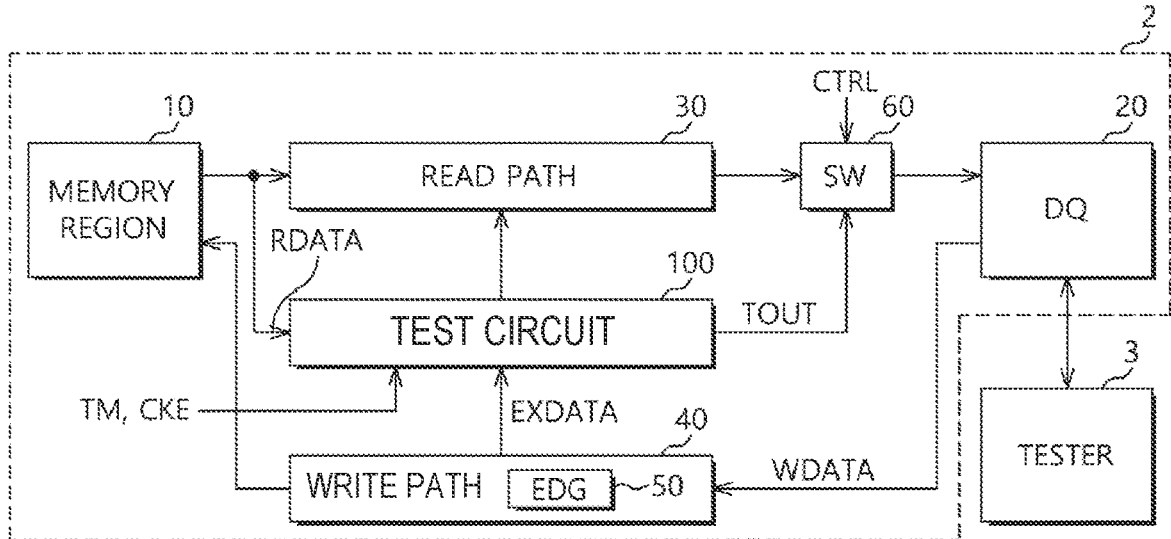 2
CTRL
10
30
60
20
MEMORY
REGION
READ PATH
SW
DQ
RDATA
100
TEST CIRCUIT
TOUT
3
TM, CKE
EXDATA
40
WRITE PATH
EDG
50
WDATA
TESTER